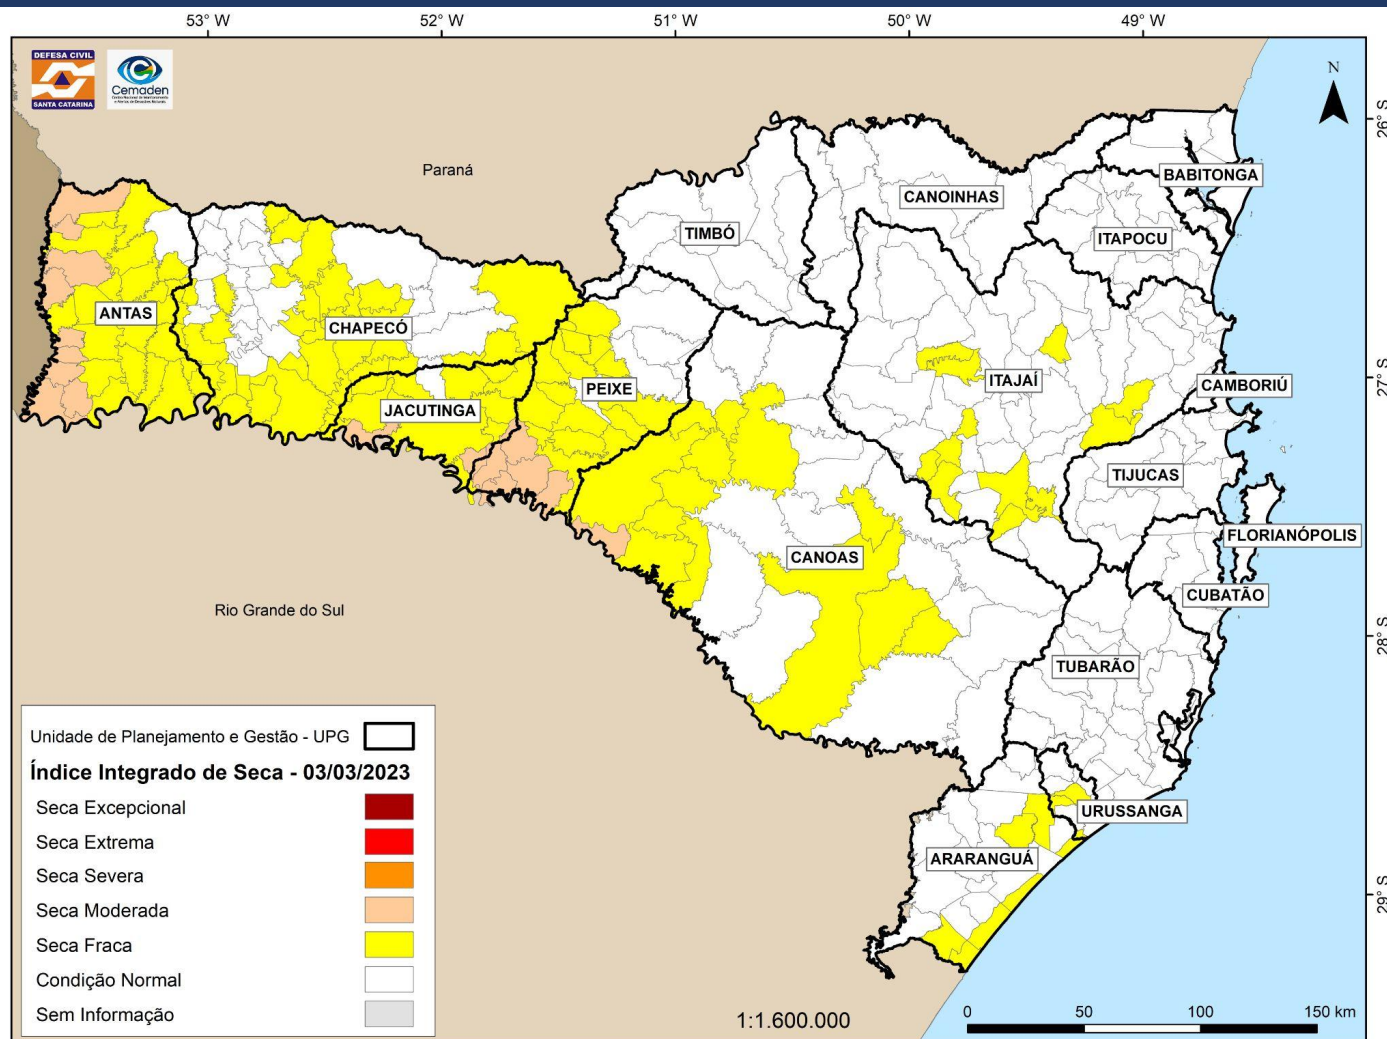 53° W
52° W
51° W
50° W
49° W
DEFESA CIVIL
SANTA CATARINA
Cemaden
N
26° S
27° S
28° S
29° S
Paraná
BABITONGA
CANOINHAS
TIMBÓ
ITAPOCU
ANTAS
CHAPECÓ
ITAJAÍ
CAMBORIÚ
PEIXE
JACUTINGA
TIJUCAS
FLORIANÓPOLIS
CANOAS
CUBATÃO
Rio Grande do Sul
TUBARÃO
URUSSANGA
ARARANGUÁ
Unidade de Planejamento e Gestão - UPG
Índice Integrado de Seca - 03/03/2023
Seca Excepcional
Seca Extrema
Seca Severa
Seca Moderada
Seca Fraca
Condição Normal
Sem Informação
1:1.600.000
0 50 100 150 km